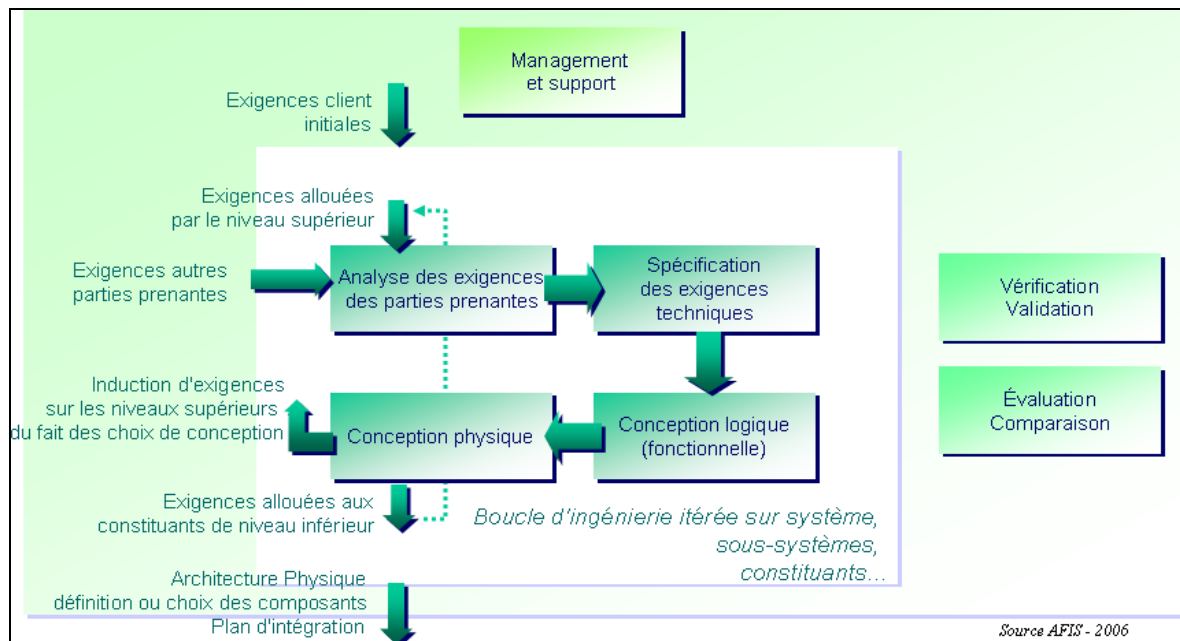 Management
et support
Exigences client
initiales
Exigences allouées
par le niveau supérieur
Exigences autres
parties prenantes
Analyse des exigences
des parties prenantes
Spécification
des exigences
techniques
Vérification
Validation
Induction d'exigences
sur les niveaux supérieurs
du fait des choix de conception
Conception physique
Conception logique
(fonctionnelle)
Évaluation
Comparaison
Exigences allouées aux
constituants de niveau inférieur
Boucle d'ingénierie itérée sur système,
sous-systèmes,
constituants...
Architecture Physique
définition ou choix des composants
Plan d'intégration
Source AFIS - 2006